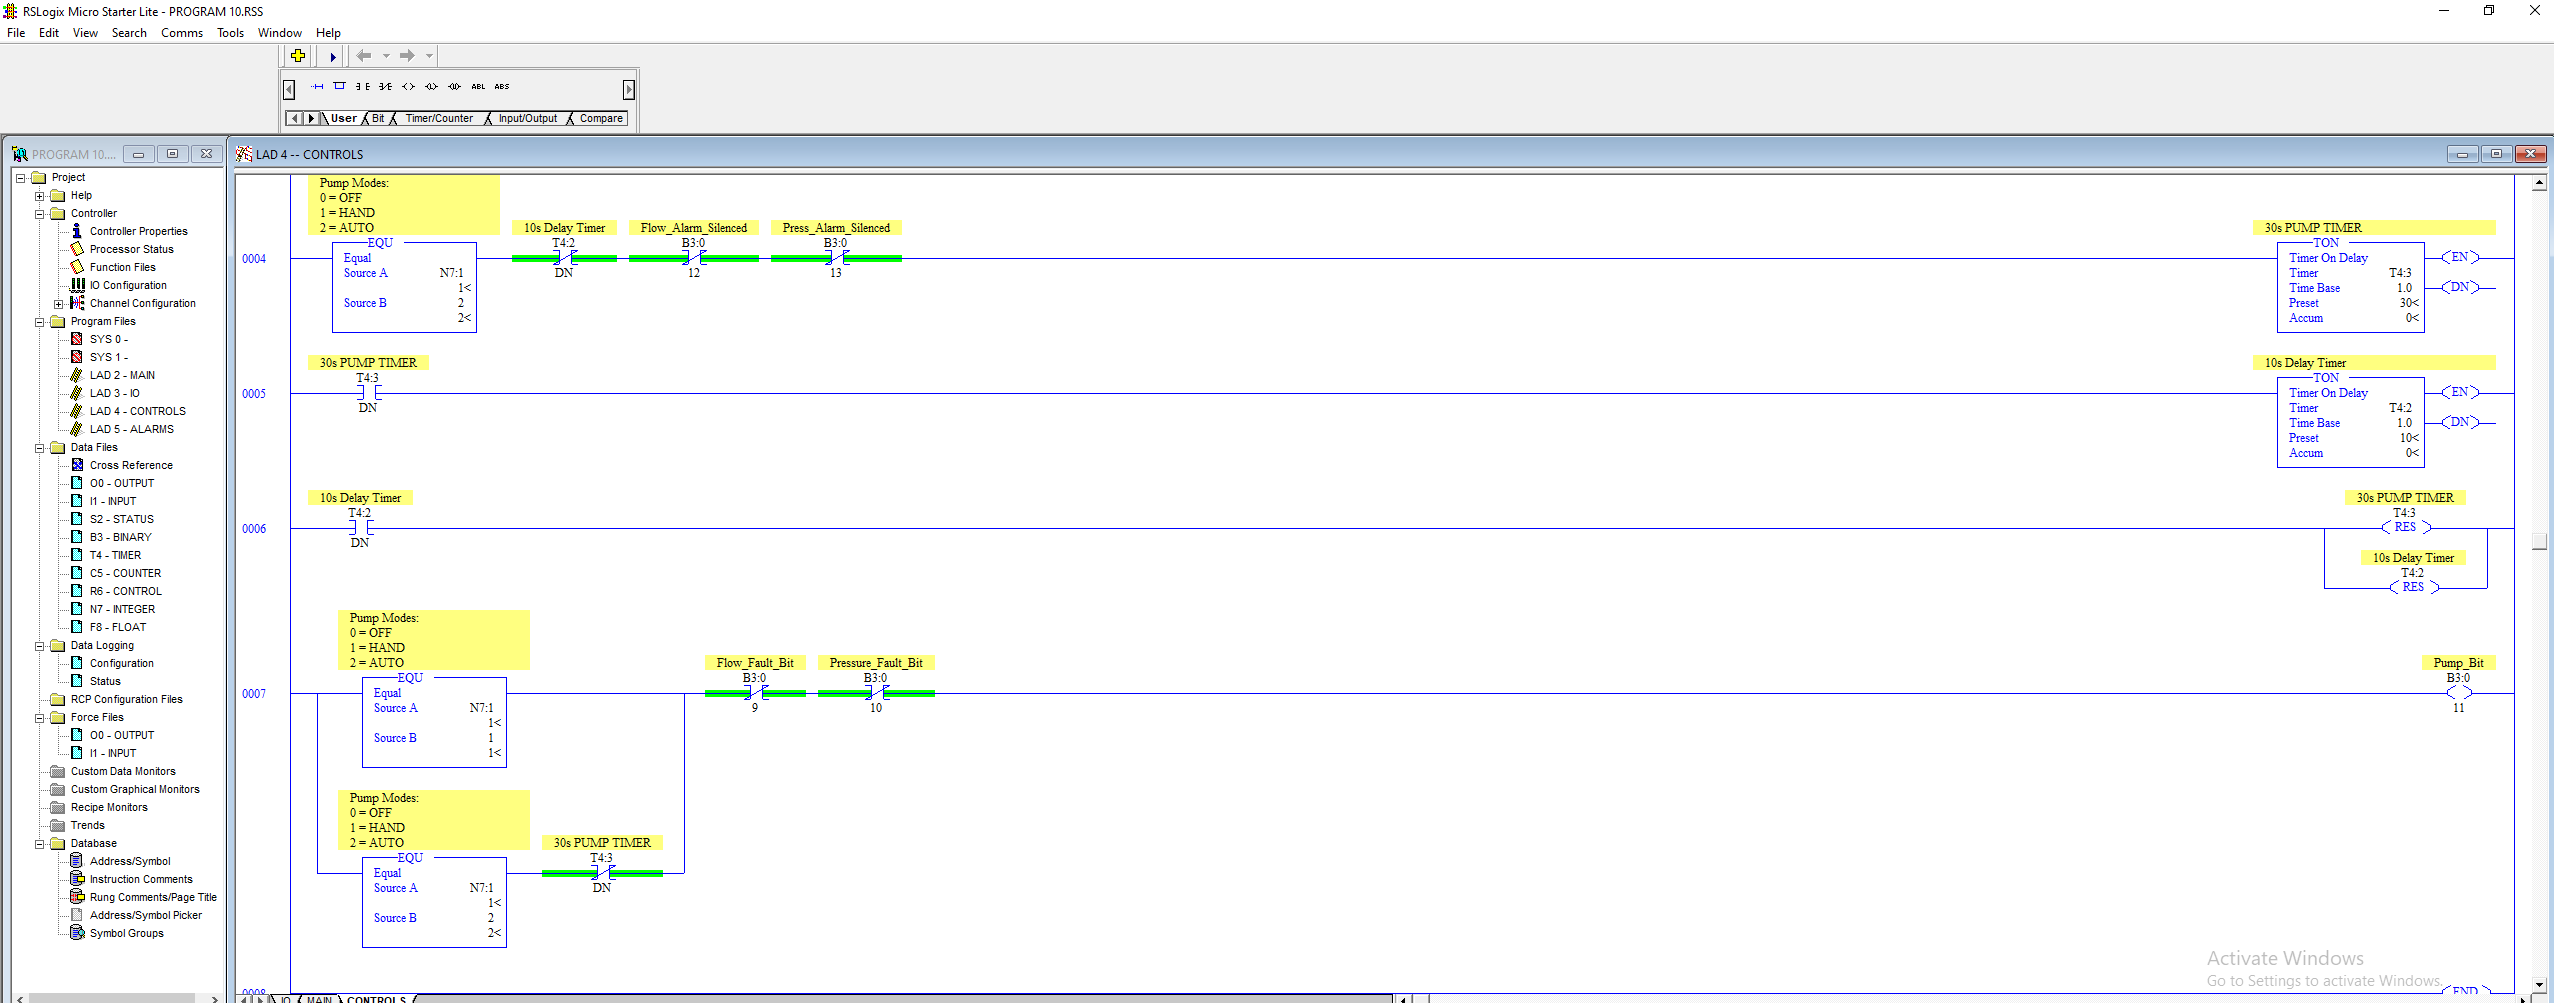 RSLogix Micro Starter Lite - PROGRAM 10.RSS
File Edit View Search Comms Tools Window Help
ABL ABS
User Bit Timer/Counter Input/Output Compare
PROGRAM 10....
Project
Help
Controller
Controller Properties
Processor Status
Function Files
IO Configuration
Channel Configuration
Program Files
SYS 0 -
SYS 1 -
LAD 2 - MAIN
LAD 3 - IO
LAD 4 - CONTROLS
LAD 5 - ALARMS
Data Files
Cross Reference
O0 - OUTPUT
I1 - INPUT
S2 - STATUS
B3 - BINARY
T4 - TIMER
C5 - COUNTER
R6 - CONTROL
N7 - INTEGER
F8 - FLOAT
Data Logging
Configuration
Status
RCP Configuration Files
Force Files
O0 - OUTPUT
I1 - INPUT
Custom Data Monitors
Custom Graphical Monitors
Recipe Monitors
Trends
Database
Address/Symbol
Instruction Comments
Rung Comments/Page Title
Address/Symbol Picker
Symbol Groups
LAD 4 -- CONTROLS
Pump Modes:
0 = OFF
1 = HAND
2 = AUTO
10s Delay Timer Flow_Alarm_Silenced Press_Alarm_Silenced 30s PUMP TIMER
EQU T4:2 B3:0 B3:0 TON
0004 Equal Timer On Delay EN
Source A N7:1 DN 12 13 Timer T4:3
1< Time Base 1.0 DN
Source B 2 Preset 30<
2< Accum 0<
30s PUMP TIMER 10s Delay Timer
T4:3 TON
0005 Timer On Delay EN
DN Timer T4:2
Time Base 1.0 DN
Preset 10<
Accum 0<
10s Delay Timer 30s PUMP TIMER
T4:2 T4:3
0006 RES
DN
10s Delay Timer
T4:2
RES
Pump Modes:
0 = OFF
1 = HAND
2 = AUTO
Flow_Fault_Bit Pressure_Fault_Bit Pump_Bit
EQU B3:0 B3:0 B3:0
0007 Equal
Source A N7:1 9 10 11
1<
Source B 1
1<
Pump Modes:
0 = OFF
1 = HAND
2 = AUTO
30s PUMP TIMER
EQU T4:3
Equal
Source A N7:1 DN
1<
Source B 2
2<
Activate Windows
Go to Settings to activate Windows.
0008 END
IO MAIN CONTROLS